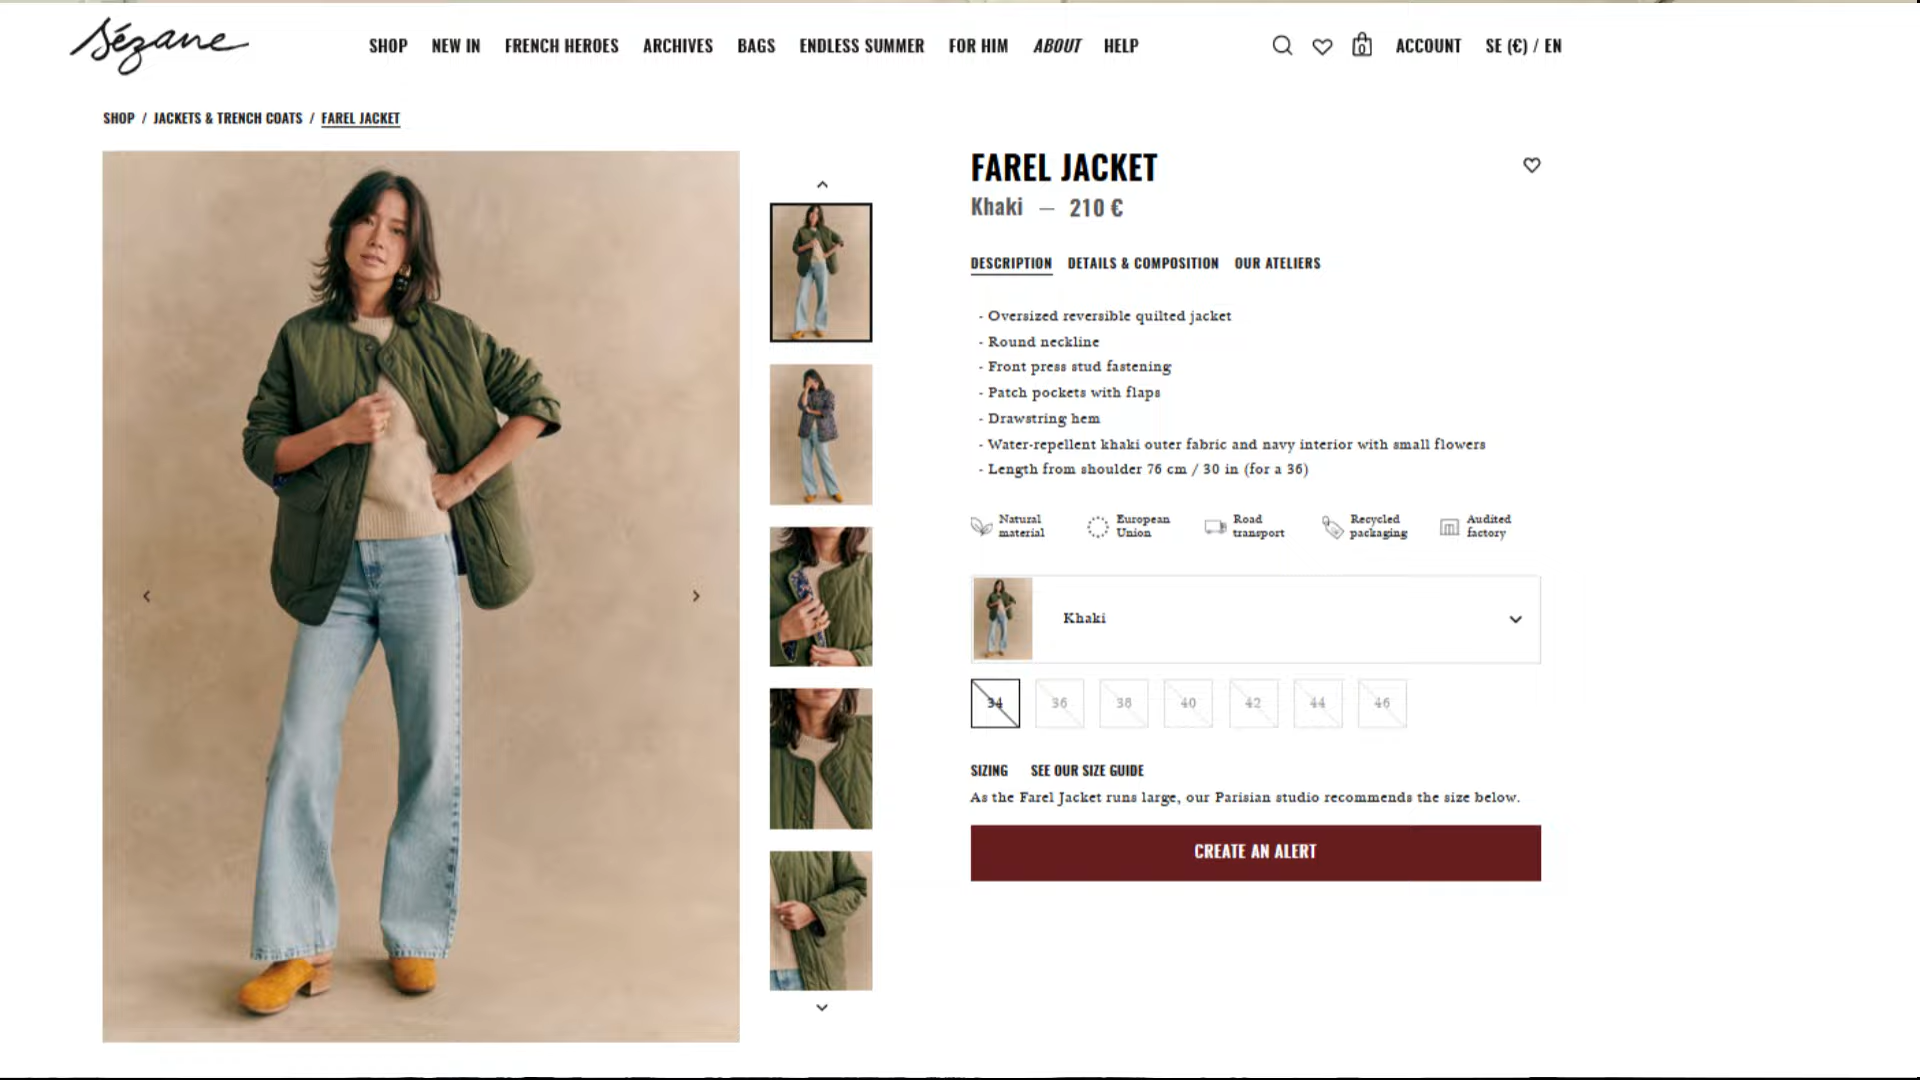 Sézane
SHOP NEW IN FRENCH HEROES ARCHIVES BAGS ENDLESS SUMMER FOR HIM ABOUT HELP
0
ACCOUNT SE (€) / EN
SHOP / JACKETS & TRENCH COATS / FAREL JACKET
FAREL JACKET
Khaki — 210 €
DESCRIPTION DETAILS & COMPOSITION OUR ATELIERS
- Oversized reversible quilted jacket
- Round neckline
- Front press stud fastening
- Patch pockets with flaps
- Drawstring hem
- Water-repellent khaki outer fabric and navy interior with small flowers
- Length from shoulder 76 cm / 30 in (for a 36)
Natural
material
European
Union
Road
transport
Recycled
packaging
Audited
factory
Khaki
34 36 38 40 42 44 46
SIZING SEE OUR SIZE GUIDE
As the Farel Jacket runs large, our Parisian studio recommends the size below.
CREATE AN ALERT